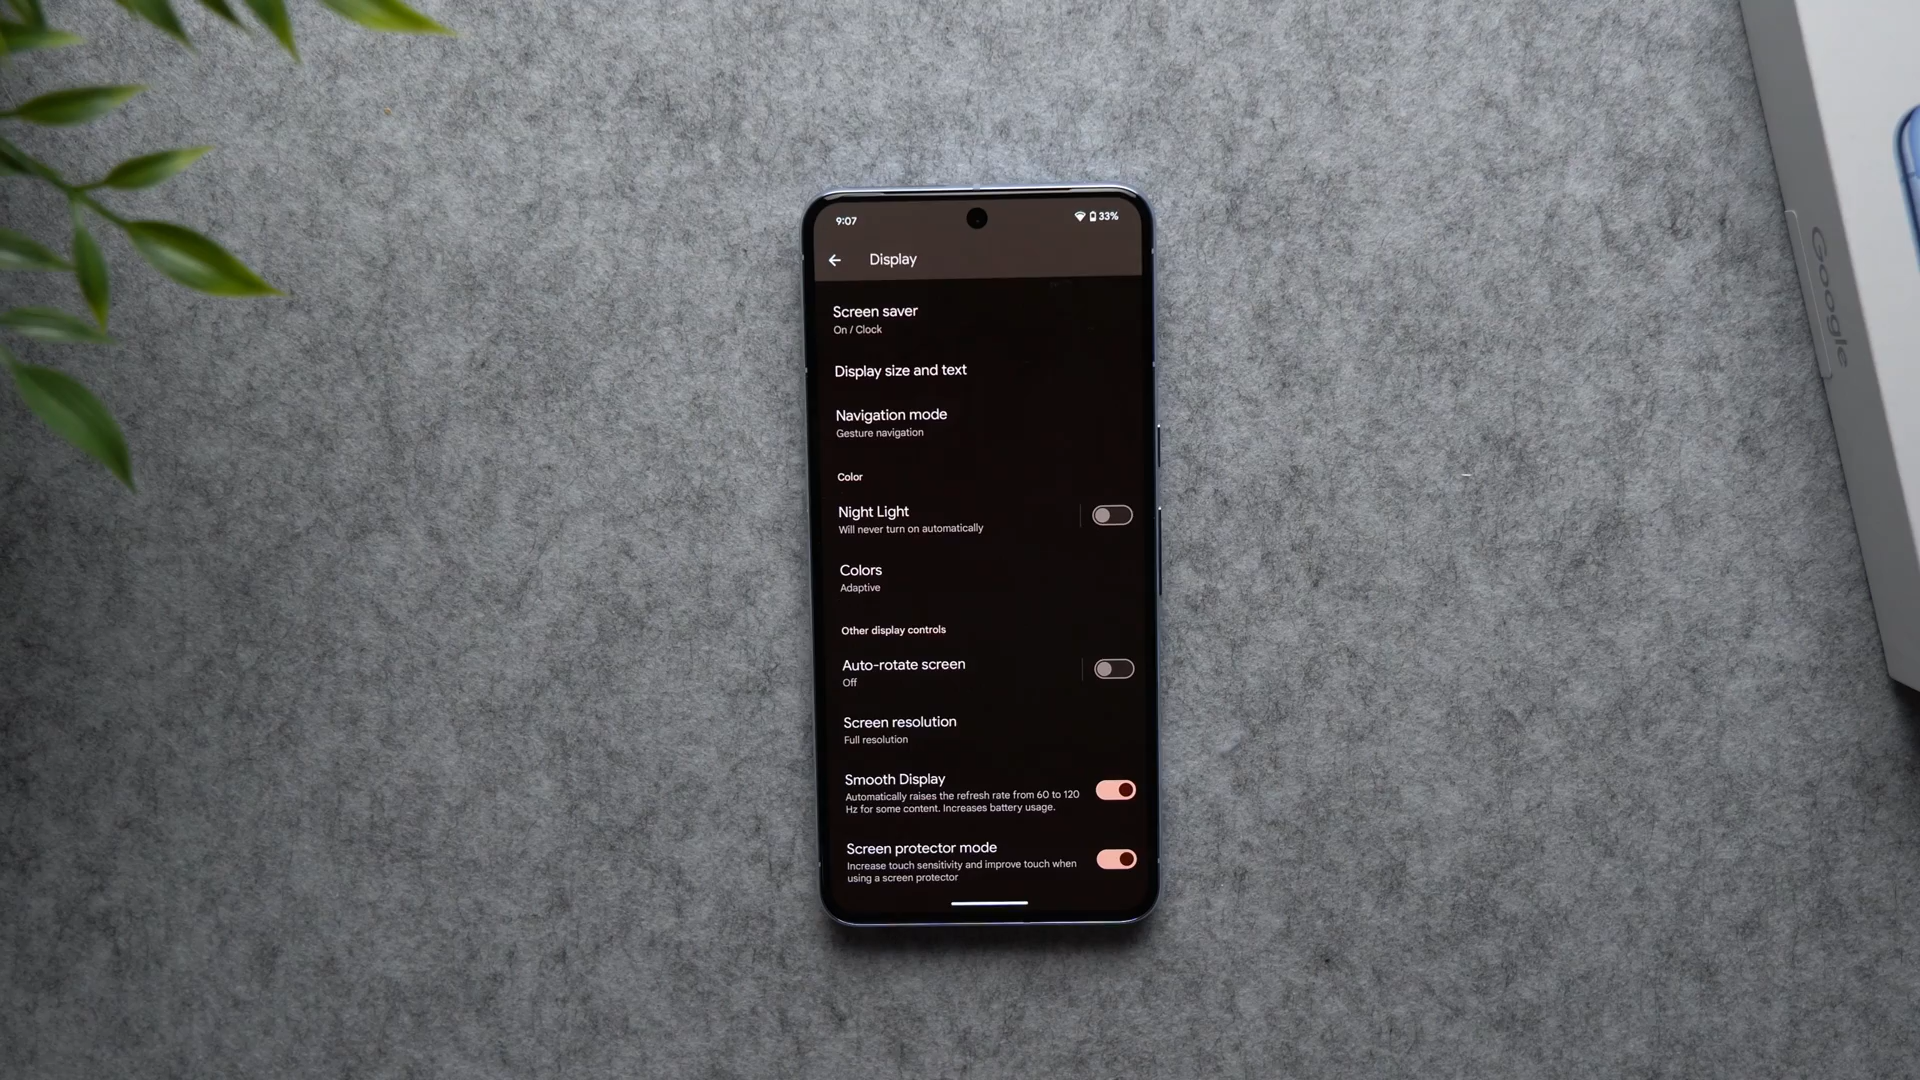 9:07
33%
Display
Screen saver
On / Clock
Display size and text
Navigation mode
Gesture navigation
Color
Night Light
Will never turn on automatically
Colors
Adaptive
Other display controls
Auto-rotate screen
Off
Screen resolution
Full resolution
Smooth Display
Automatically raises the refresh rate from 60 to 120
Hz for some content. Increases battery usage.
Screen protector mode
Increase touch sensitivity and improve touch when
using a screen protector
Google